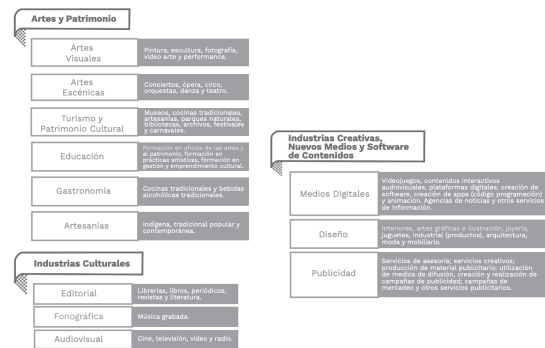 Artes y Patrimonio
Artes
Visuales
Pintura, escultura, fotografía,
video arte y performance.
Artes
Escénicas
Conciertos, ópera, circo,
orquestas, danza y teatro.
Turismo y
Patrimonio Cultural
Museos, cocinas tradicionales,
artesanías, parques naturales,
bibliotecas, archivos, festivales
y carnavales.
Educación
Formación en oficios de las artes y
el patrimonio, formación en
prácticas artísticas, formación en
gestión y emprendimiento cultural.
Gastronomía
Cocinas tradicionales y bebidas
alcohólicas tradicionales.
Artesanías
Indígena, tradicional popular y
contemporánea.
Industrias Culturales
Editorial
Librerías, libros, periódicos,
revistas y literatura.
Fonográfica
Música grabada.
Audiovisual
Cine, televisión, video y radio.
Industrias Creativas,
Nuevos Medios y Software
de Contenidos
Medios Digitales
Videojuegos, contenidos interactivos
audiovisuales, plataformas digitales, creación de
software, creación de apps (código programación)
y animación. Agencias de noticias y otros servicios
de información.
Diseño
Interiores, artes gráficas e ilustración, joyería,
juguetes, industrial (productos), arquitectura,
moda y mobiliario.
Publicidad
Servicios de asesoría; servicios creativos;
producción de material publicitario; utilización
de medios de difusión, creación y realización de
campañas de publicidad; campañas de
mercadeo y otros servicios publicitarios.